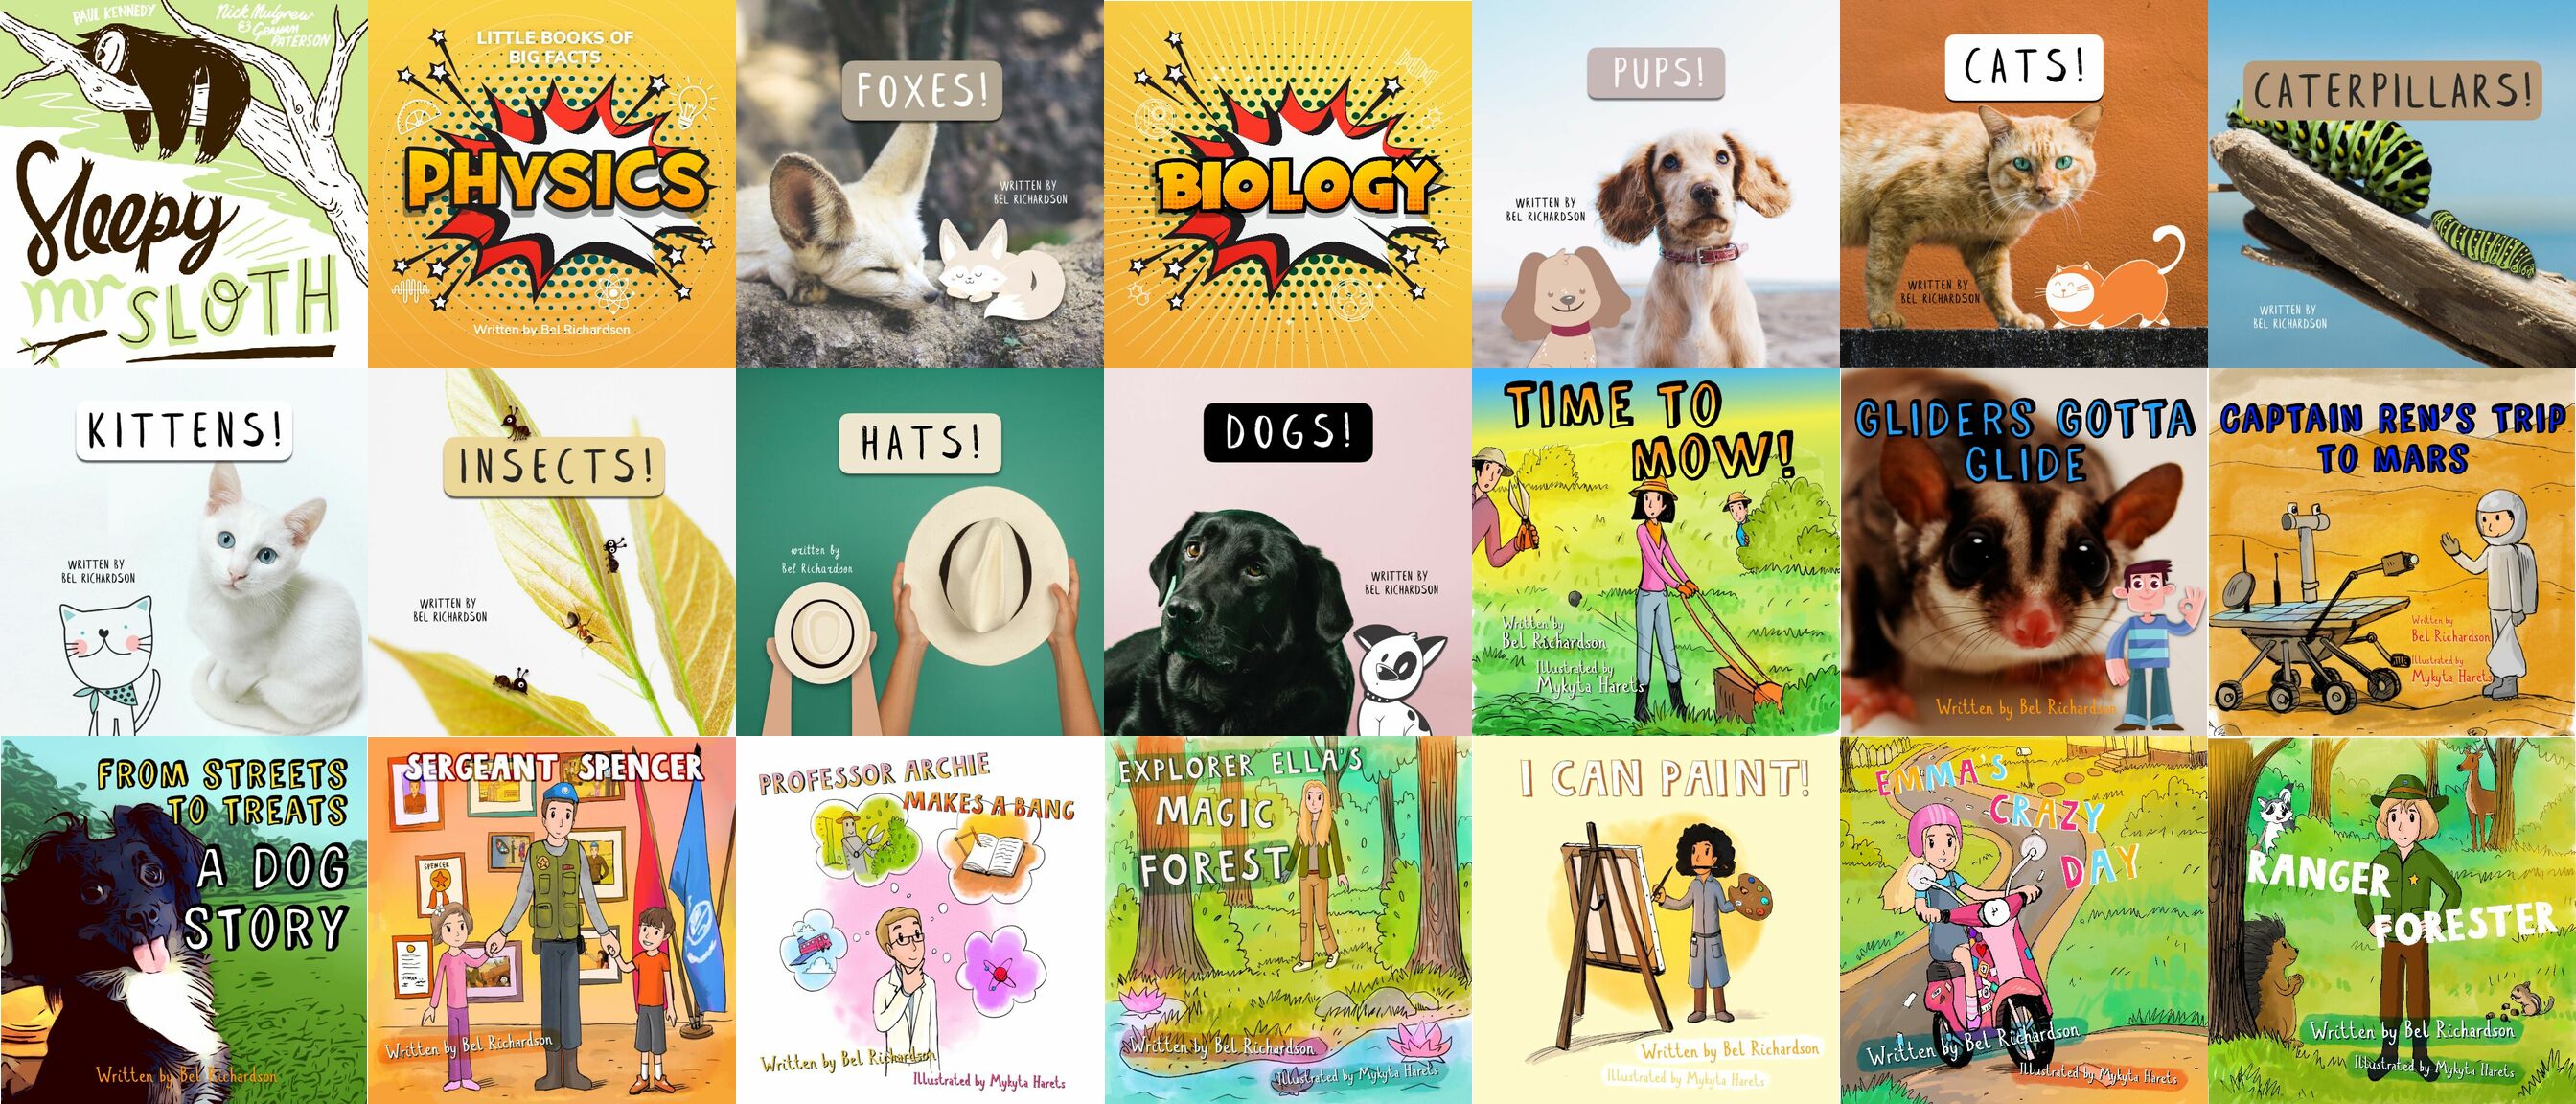 PAUL KENNEDY
Nick Mulgrew
& Graham
PATERSON
Sleepy
mr SLOTH
LITTLE BOOKS OF
BIG FACTS
PHYSICS
Written by Bel Richardson
FOXES!
WRITTEN BY
BEL RICHARDSON
BIOLOGY
PUPS!
WRITTEN BY
BEL RICHARDSON
CATS!
WRITTEN BY
BEL RICHARDSON
CATERPILLARS!
WRITTEN BY
BEL RICHARDSON
KITTENS!
WRITTEN BY
BEL RICHARDSON
INSECTS!
WRITTEN BY
BEL RICHARDSON
HATS!
written by
Bel Richardson
DOGS!
WRITTEN BY
BEL RICHARDSON
TIME TO
MOW!
Written by
Bel Richardson
Illustrated by
Mykyta Harets
GLIDERS GOTTA
GLIDE
Written by Bel Richardson
CAPTAIN REN'S TRIP
TO MARS
Written by
Bel Richardson
Illustrated by
Mykyta Harets
FROM STREETS
TO TREATS
A DOG
STORY
Written by Bel Richardson
SERGEANT SPENCER
SPENCER
Written by Bel Richardson
PROFESSOR ARCHIE
MAKES A BANG
Written by Bel Richardson
Illustrated by Mykyta Harets
EXPLORER ELLA'S
MAGIC
FOREST
Written by Bel Richardson
Illustrated by Mykyta Harets
I CAN PAINT!
Written by Bel Richardson
Illustrated by Mykyta Harets
EMMA'S
CRAZY
DAY
Written by Bel Richardson
Illustrated by Mykyta Harets
RANGER
FORESTER
Written by Bel Richardson
Illustrated by Mykyta Harets